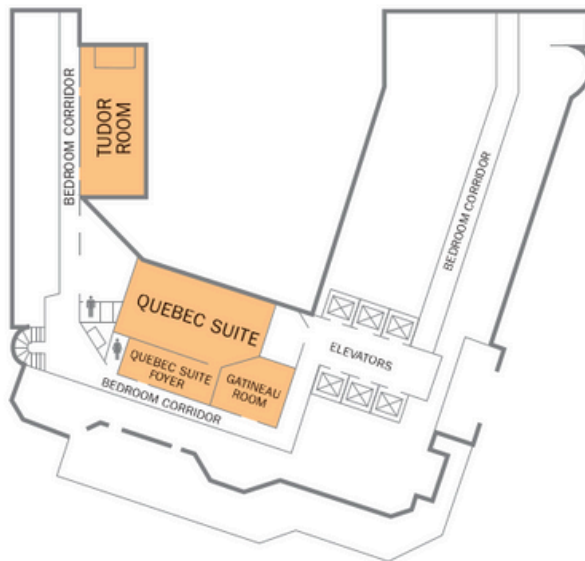 BEDROOM CORRIDOR
TUDOR
ROOM
BEDROOM CORRIDOR
QUEBEC SUITE
ELEVATORS
QUEBEC SUITE
FOYER
GATINEAU
ROOM
BEDROOM CORRIDOR